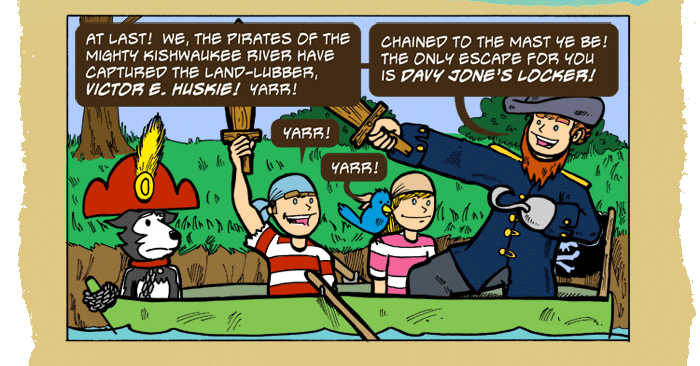 AT LAST! WE, THE PIRATES OF THE
MIGHTY KISHWAUKEE RIVER HAVE
CAPTURED THE LAND-LUBBER,
VICTOR E. HUSKIE! YARR!
CHAINED TO THE MAST YE BE!
THE ONLY ESCAPE FOR YOU
IS DAVY JONE'S LOCKER!
YARR!
YARR!